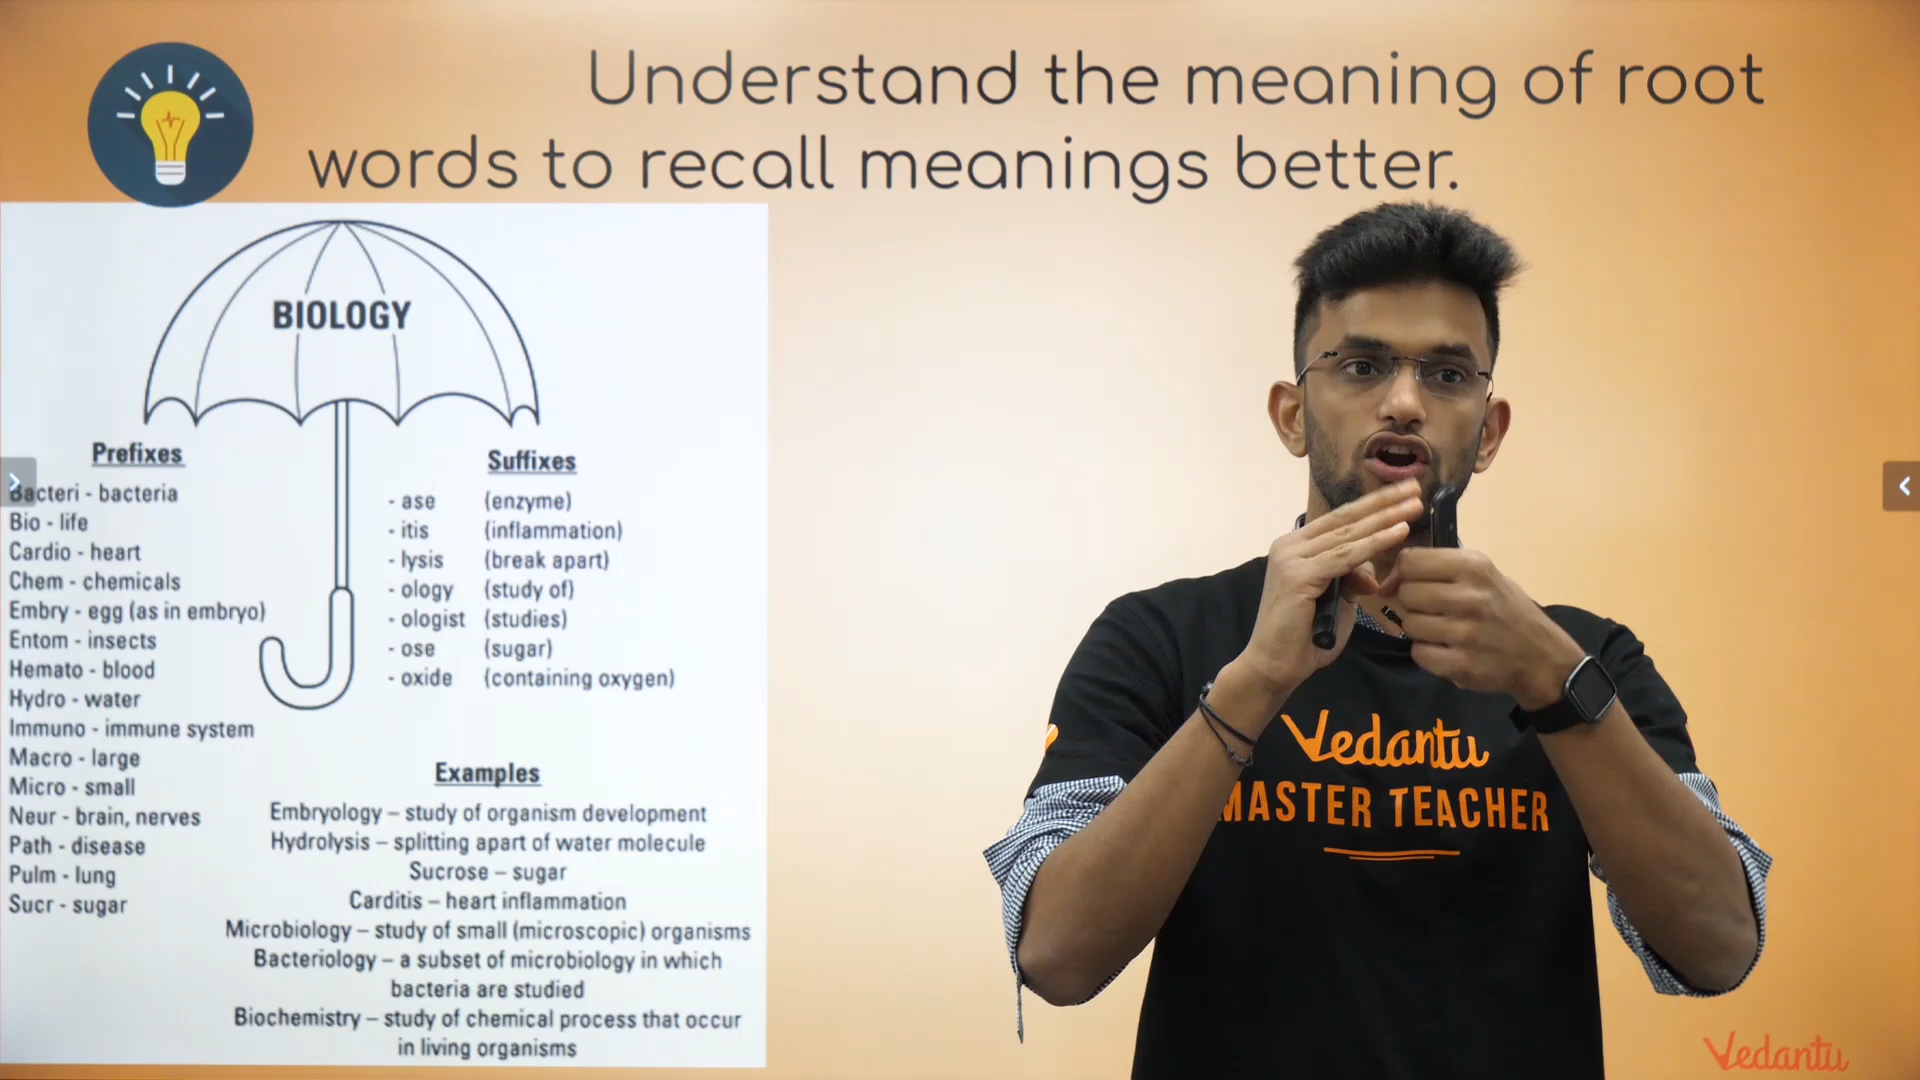 Understand the meaning of root
words to recall meanings better.
BIOLOGY
Prefixes
Bacteri - bacteria
Bio - life
Cardio - heart
Chem - chemicals
Embry - egg (as in embryo)
Entom - insects
Hemato - blood
Hydro - water
Immuno - immune system
Macro - large
Micro - small
Neur - brain, nerves
Path - disease
Pulm - lung
Sucr - sugar
Suffixes
- ase (enzyme)
- itis (inflammation)
- lysis (break apart)
- ology (study of)
- ologist (studies)
- ose (sugar)
- oxide (containing oxygen)
Examples
Embryology – study of organism development
Hydrolysis – splitting apart of water molecule
Sucrose – sugar
Carditis – heart inflammation
Microbiology – study of small (microscopic) organisms
Bacteriology – a subset of microbiology in which
bacteria are studied
Biochemistry – study of chemical process that occur
in living organisms
Vedantu
MASTER TEACHER
Vedantu